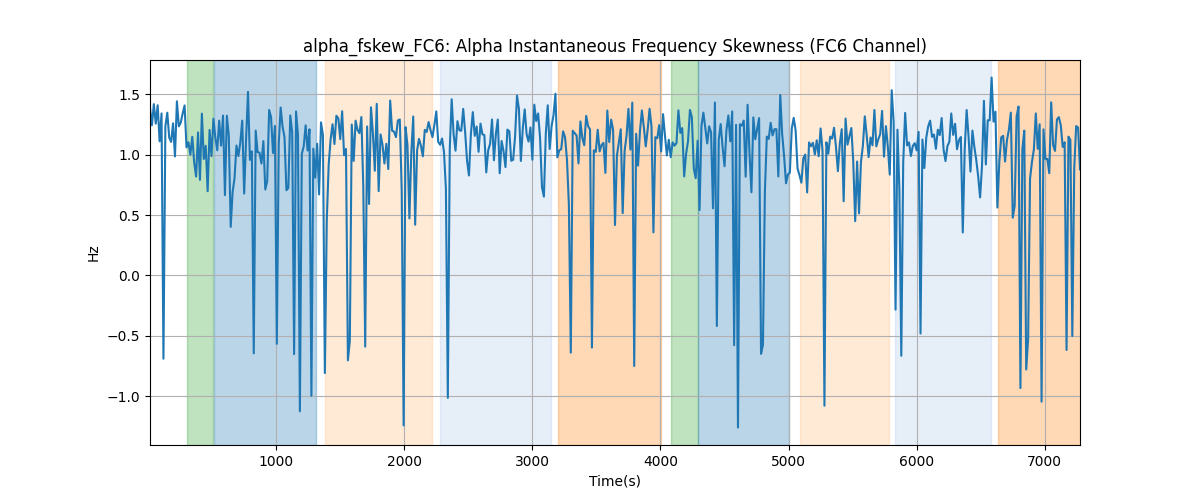 alpha_fskew_FC6: Alpha Instantaneous Frequency Skewness (FC6 Channel)
1.5
1.0
0.5
0.0
−0.5
−1.0
Hz
1000 2000 3000 4000 5000 6000 7000
Time(s)